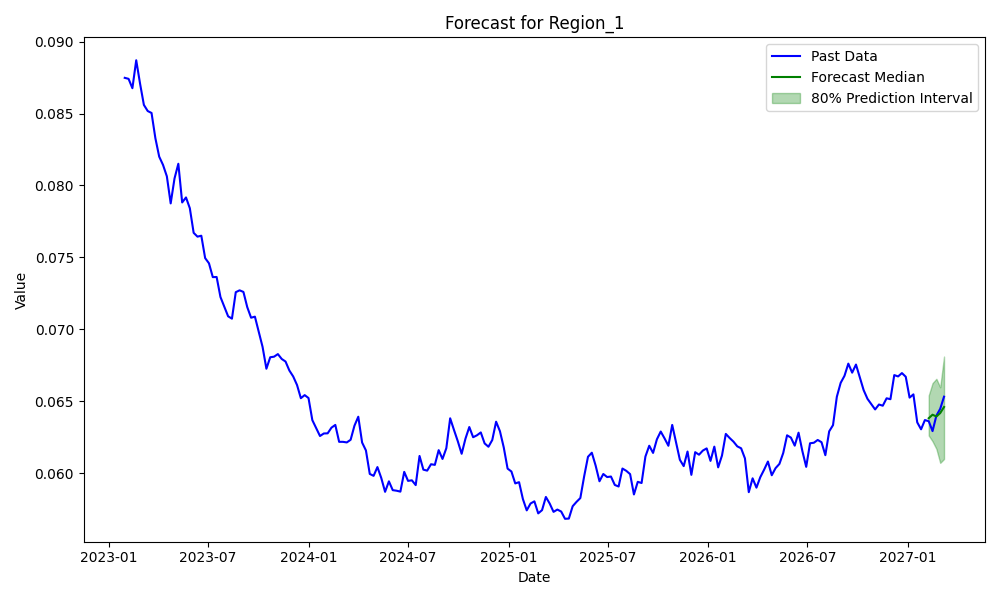 Forecast for Region_1
Past Data
Forecast Median
80% Prediction Interval
0.090
0.085
0.080
0.075
0.070
0.065
0.060
Value
2023-01 2023-07 2024-01 2024-07 2025-01 2025-07 2026-01 2026-07 2027-01
Date